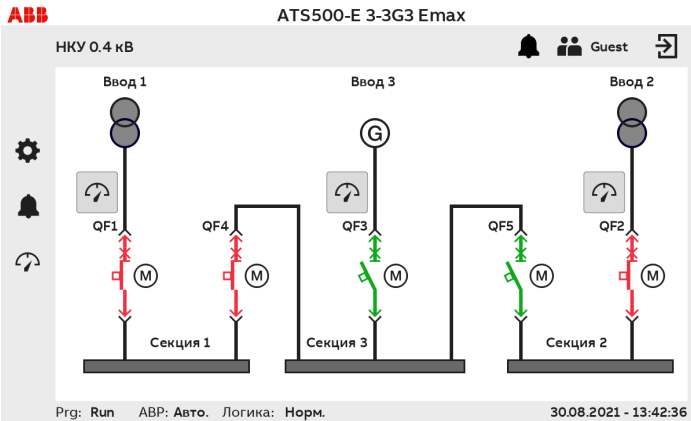 ABB
ATS500-E 3-3G3 Emax
НКУ 0.4 кВ
Guest
Ввод 1
Ввод 3
Ввод 2
G
QF1
QF4
QF3
QF5
QF2
M
M
M
M
M
Секция 1
Секция 3
Секция 2
Prg: Run АВР: Авто. Логика: Норм.
30.08.2021 - 13:42:36